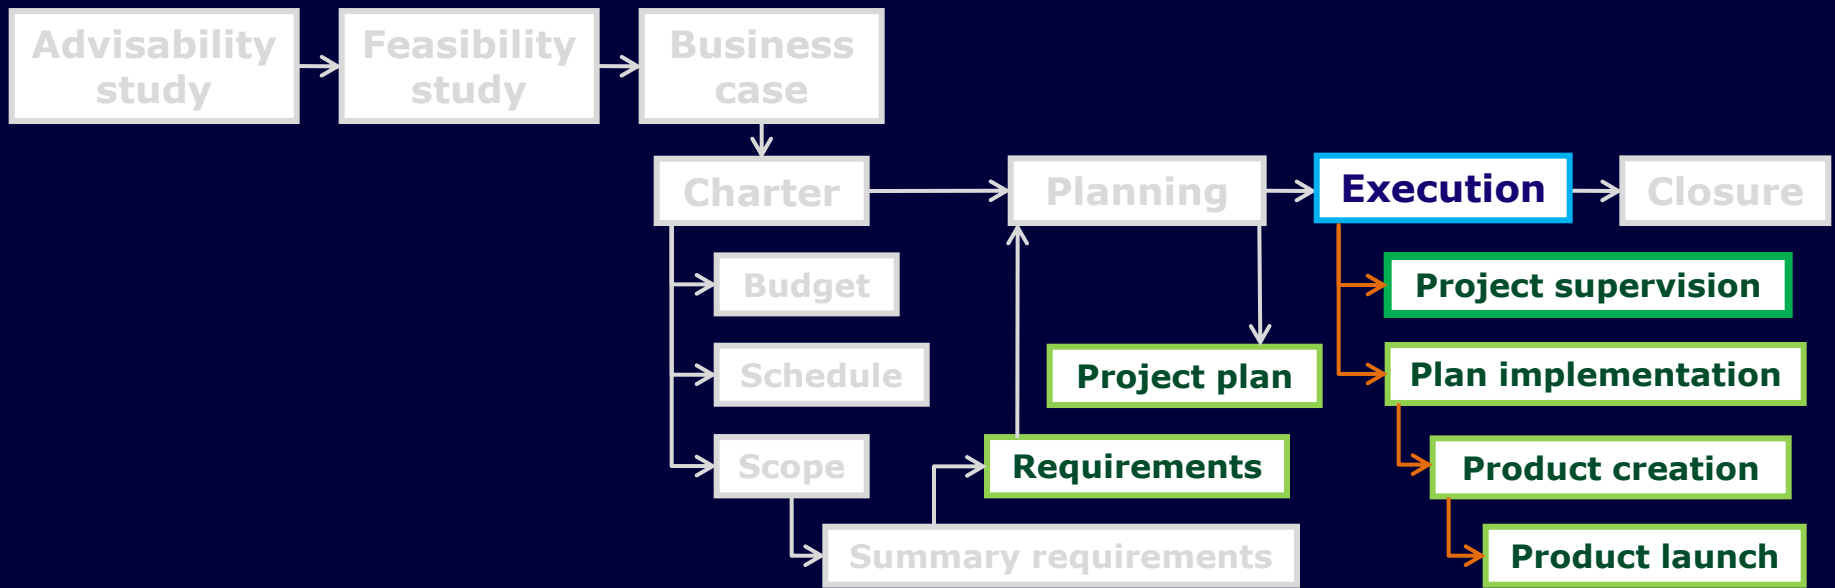 Advisability
study
Feasibility
study
Business
case
Charter
Planning
Execution
Closure
Budget
Project supervision
Schedule
Project plan
Plan implementation
Scope
Requirements
Product creation
Summary requirements
Product launch